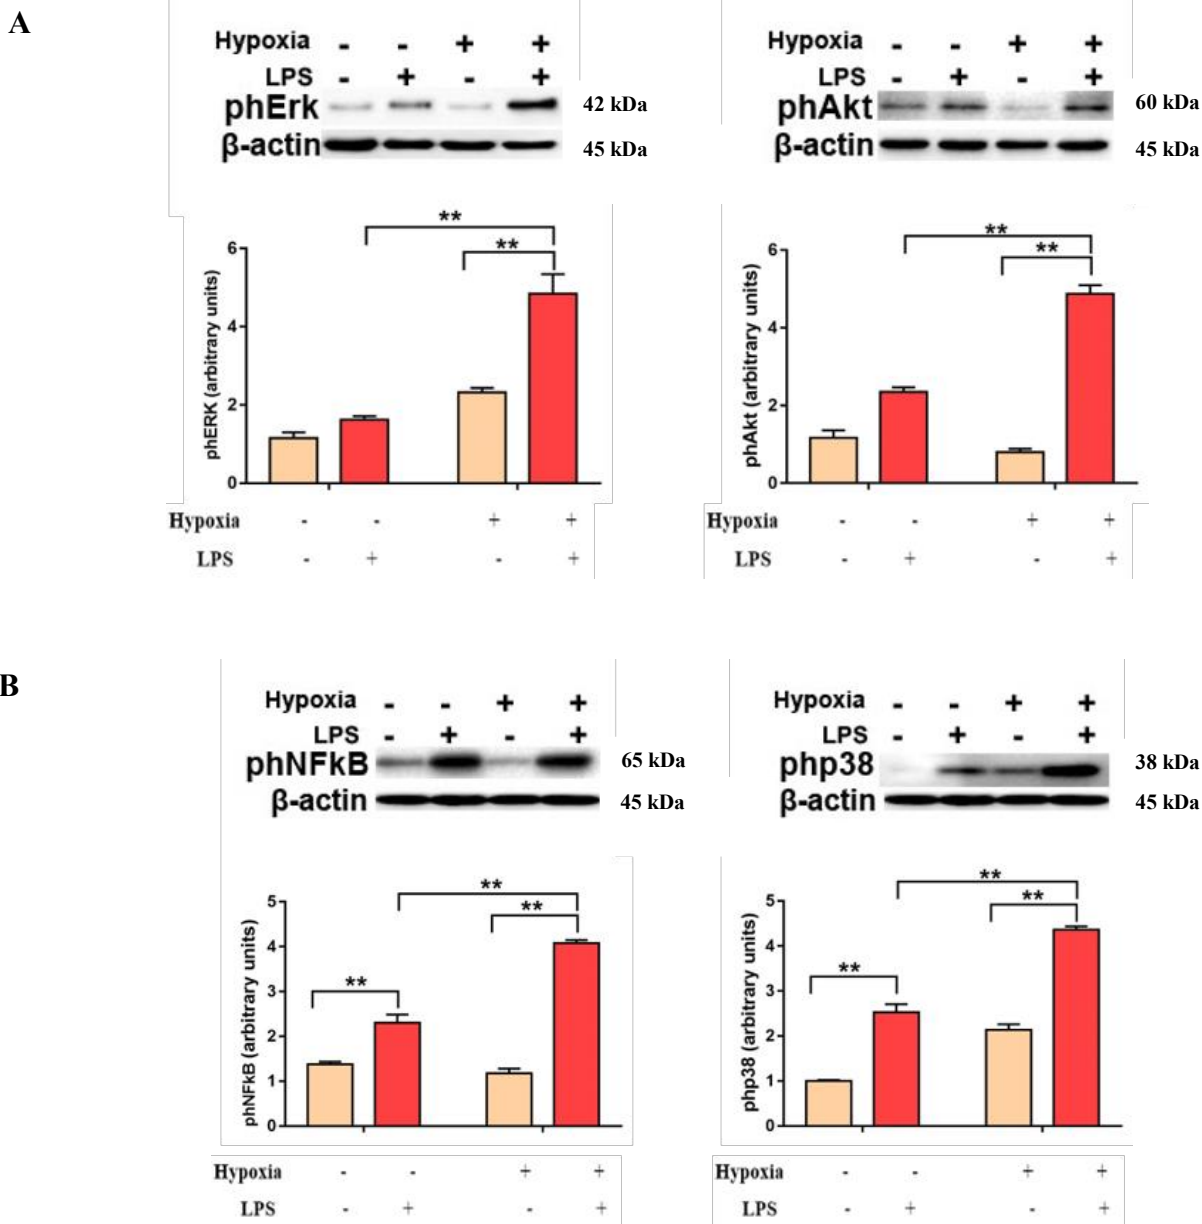 A
Hypoxia - - + +
LPS - + - +
phErk 42 kDa
β-actin 45 kDa
**
**
6
4
2
0
phERK (arbitrary units)
Hypoxia - - + +
LPS - + - +
Hypoxia - - + +
LPS - + - +
phAkt 60 kDa
β-actin 45 kDa
**
**
6
4
2
0
phAkt (arbitrary units)
Hypoxia - - + +
LPS - + - +
B
Hypoxia - - + +
LPS - + - +
phNFkB 65 kDa
β-actin 45 kDa
**
**
**
5
4
3
2
1
0
phNFkB (arbitrary units)
Hypoxia - - + +
LPS - + - +
Hypoxia - - + +
LPS - + - +
php38 38 kDa
β-actin 45 kDa
**
**
**
5
4
3
2
1
0
php38 (arbitrary units)
Hypoxia - - + +
LPS - + - +